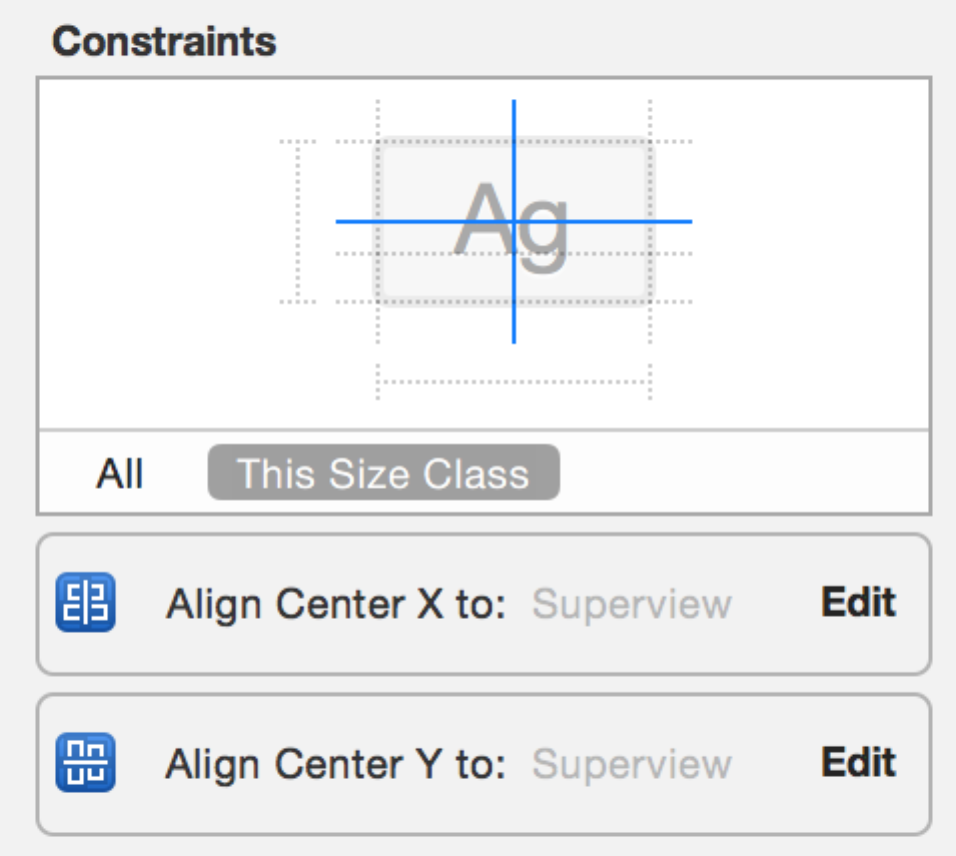 Constraints
Ag
All This Size Class
Align Center X to: Superview Edit
Align Center Y to: Superview Edit